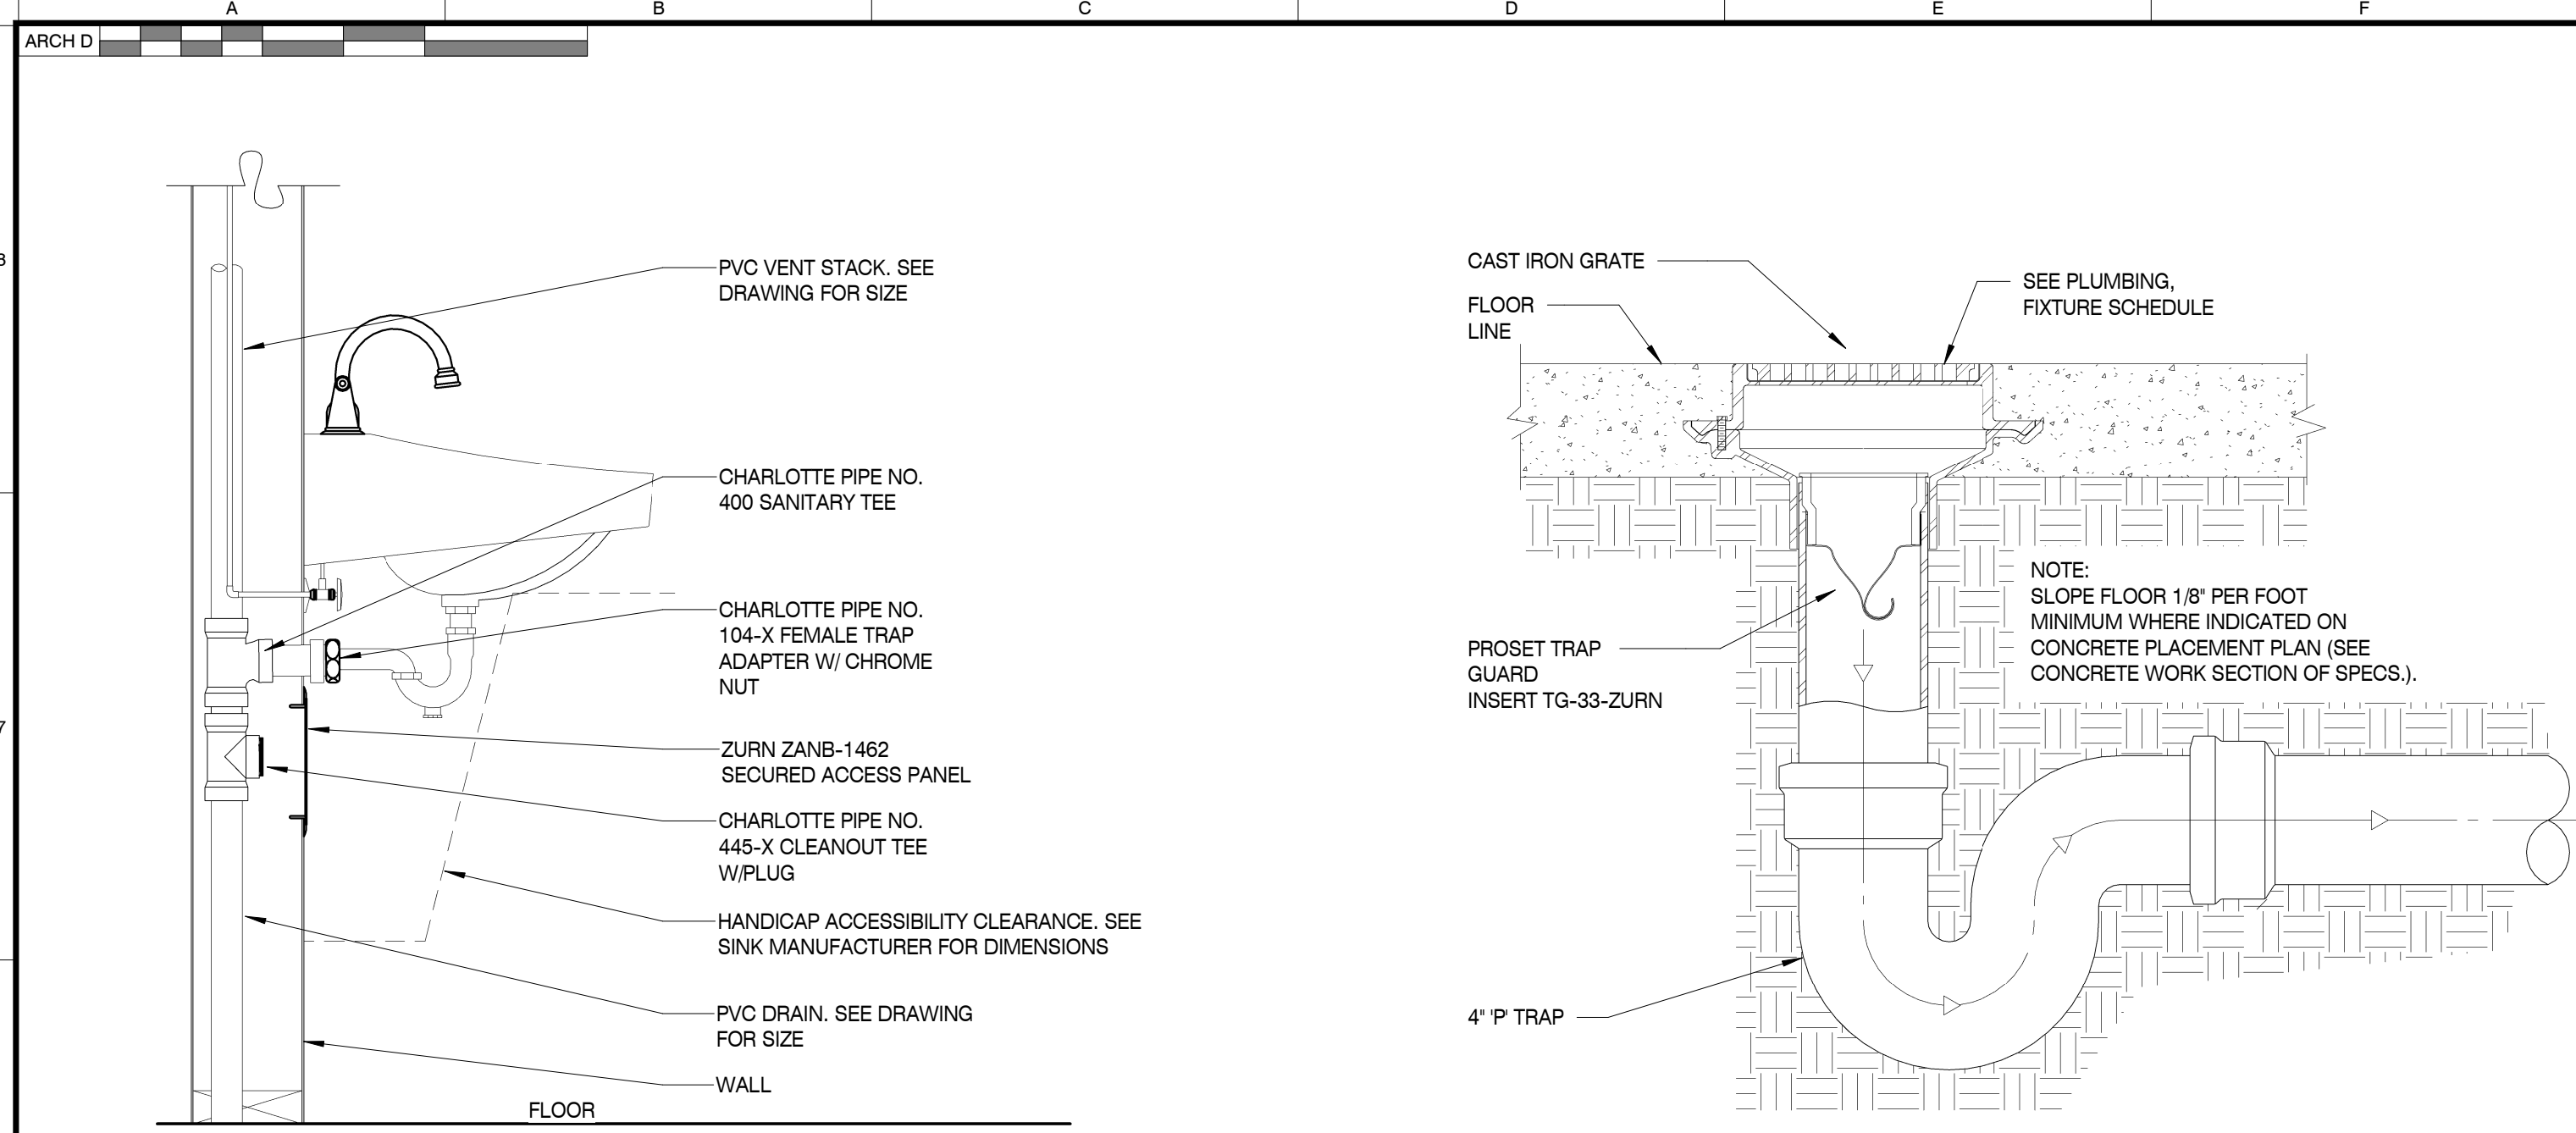 A
B
C
D
E
F
ARCH D
8
7
PVC VENT STACK. SEE
DRAWING FOR SIZE
CHARLOTTE PIPE NO.
400 SANITARY TEE
CHARLOTTE PIPE NO.
104-X FEMALE TRAP
ADAPTER W/ CHROME
NUT
ZURN ZANB-1462
SECURED ACCESS PANEL
CHARLOTTE PIPE NO.
445-X CLEANOUT TEE
W/PLUG
HANDICAP ACCESSIBILITY CLEARANCE. SEE
SINK MANUFACTURER FOR DIMENSIONS
PVC DRAIN. SEE DRAWING
FOR SIZE
WALL
FLOOR
CAST IRON GRATE
FLOOR
LINE
SEE PLUMBING,
FIXTURE SCHEDULE
NOTE:
SLOPE FLOOR 1/8" PER FOOT
MINIMUM WHERE INDICATED ON
CONCRETE PLACEMENT PLAN (SEE
CONCRETE WORK SECTION OF SPECS.).
PROSET TRAP
GUARD
INSERT TG-33-ZURN
4" 'P' TRAP